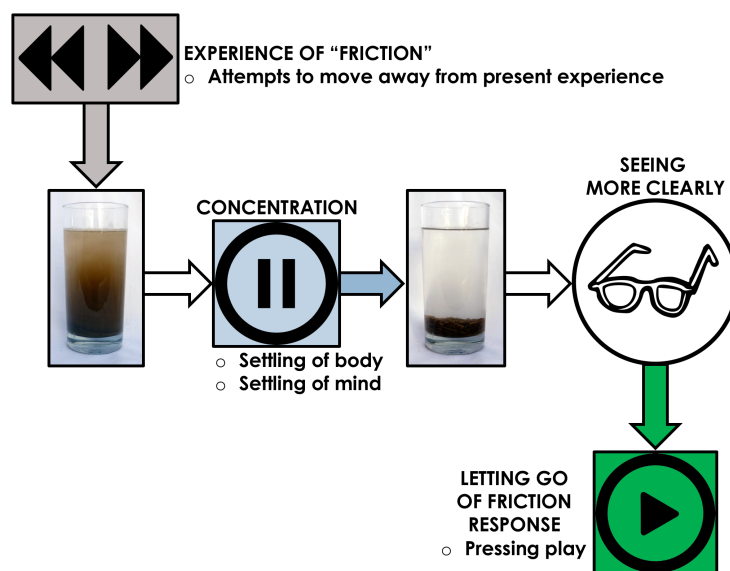 EXPERIENCE OF “FRICTION”
○ Attempts to move away from present experience
CONCENTRATION
○ Settling of body
○ Settling of mind
SEEING
MORE CLEARLY
LETTING GO
OF FRICTION
RESPONSE
○ Pressing play